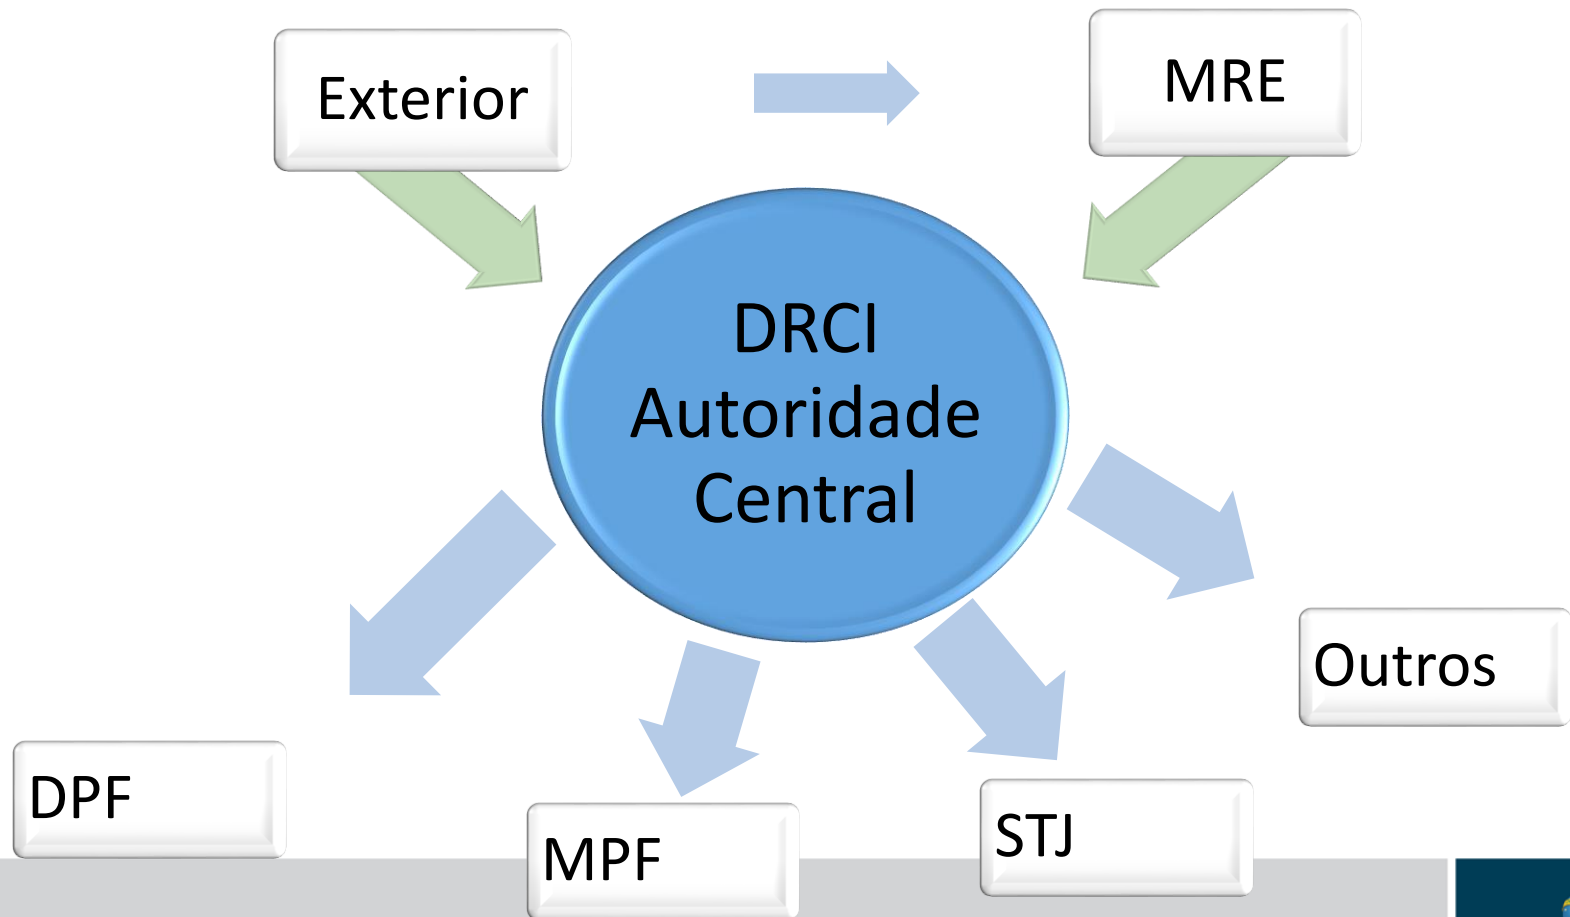 Exterior
MRE
DRCI
Autoridade
Central
Outros
DPF
MPF
STJ